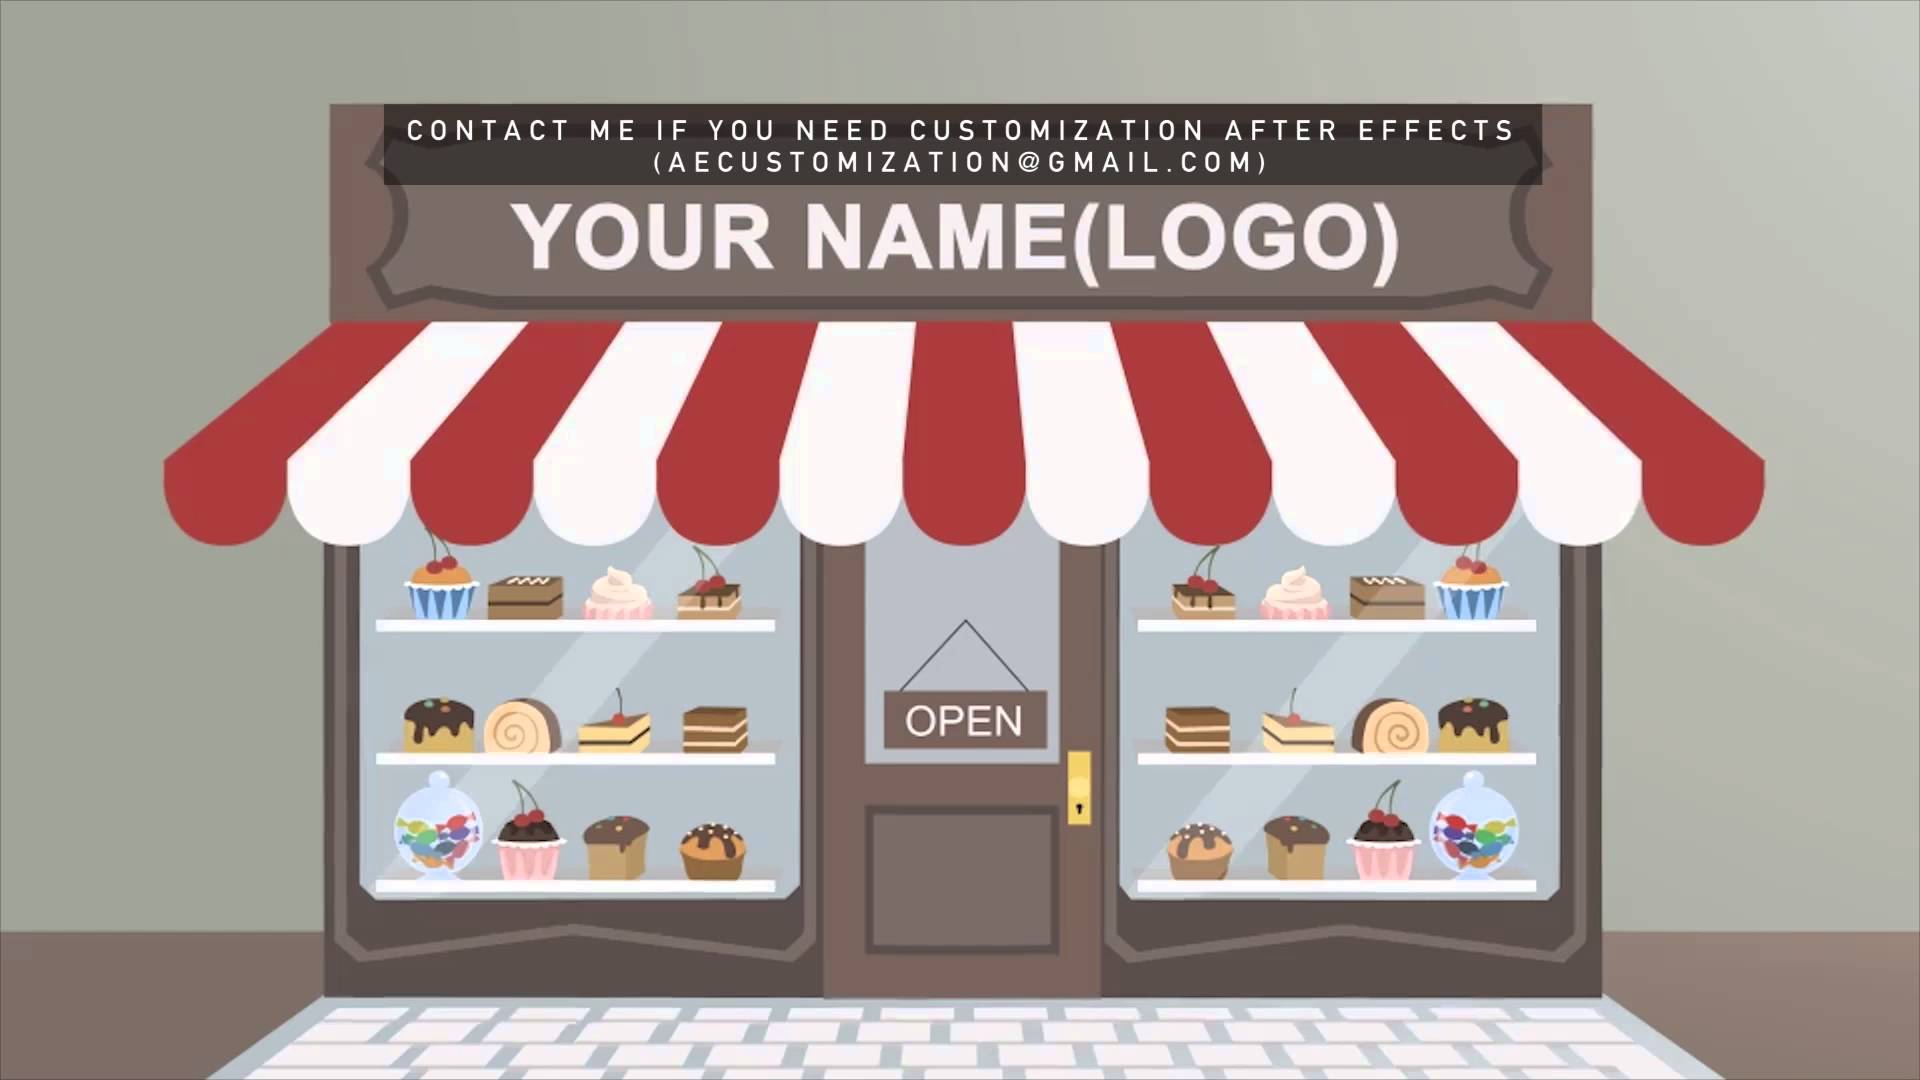 CONTACT ME IF YOU NEED CUSTOMIZATION AFTER EFFECTS
(AECUSTOMIZATION@GMAIL.COM)
YOUR NAME(LOGO)
OPEN